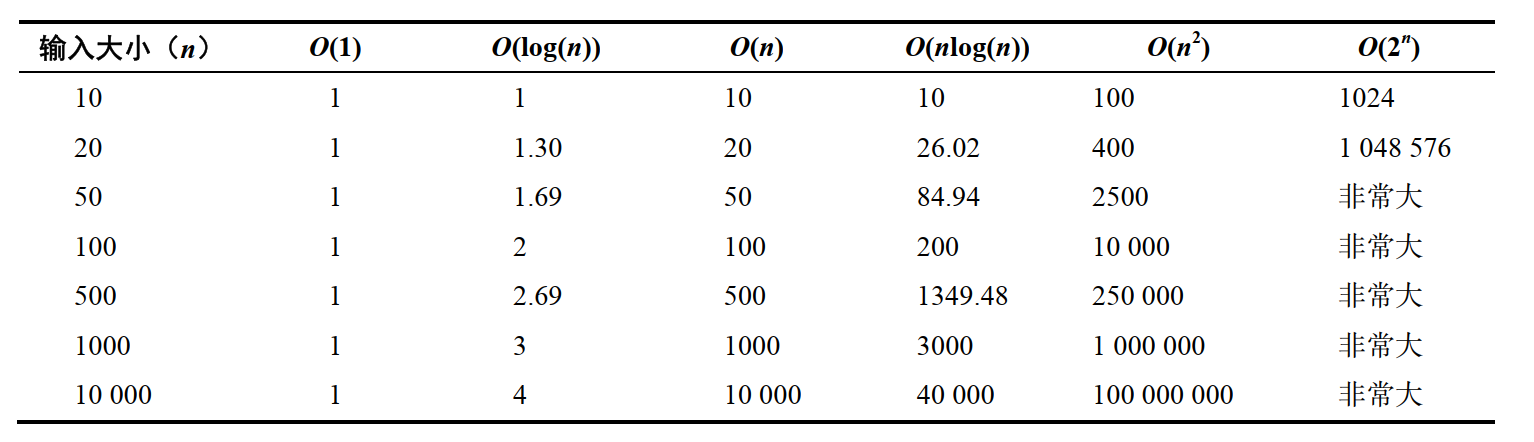 输入大小（n） O(1) O(log(n)) O(n) O(nlog(n)) O(n²) O(2ⁿ)
10 1 1 10 10 100 1024
20 1 1.30 20 26.02 400 1 048 576
50 1 1.69 50 84.94 2500 非常大
100 1 2 100 200 10 000 非常大
500 1 2.69 500 1349.48 250 000 非常大
1000 1 3 1000 3000 1 000 000 非常大
10 000 1 4 10 000 40 000 100 000 000 非常大